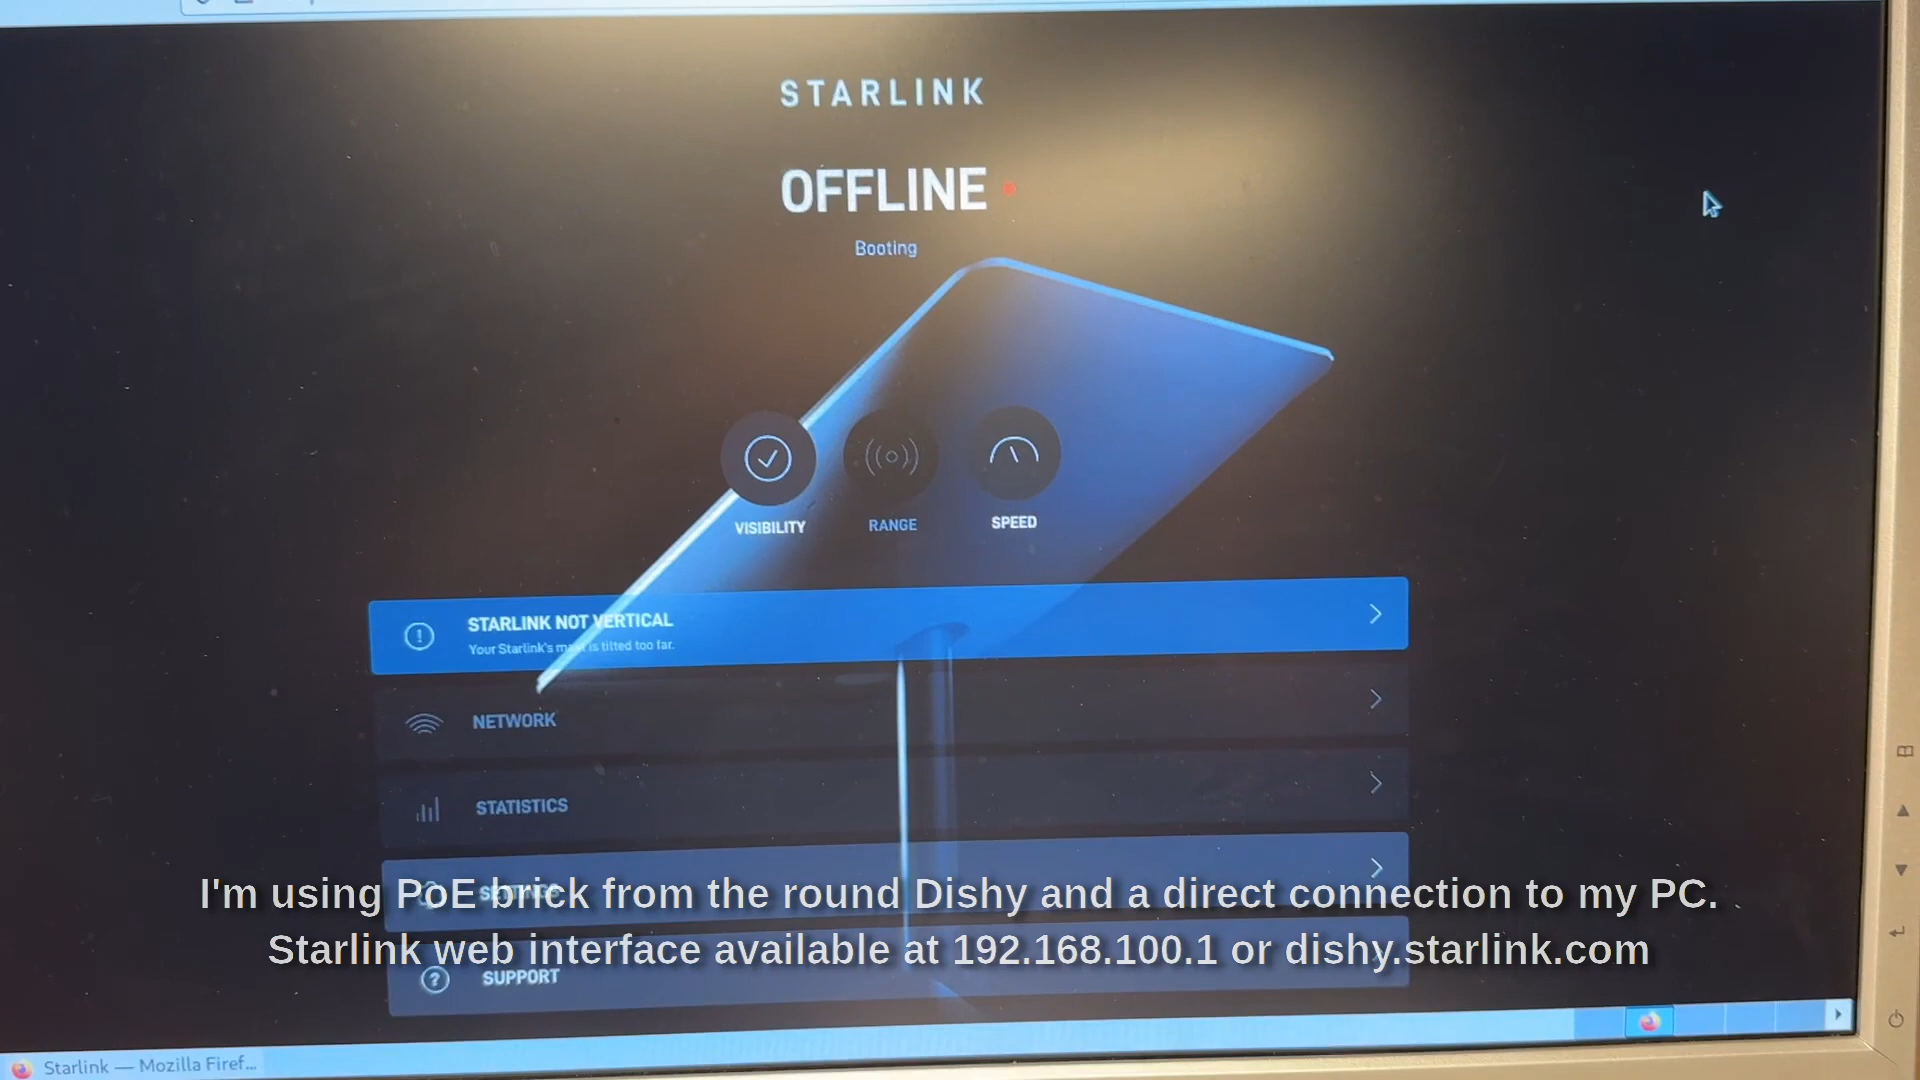 STARLINK
OFFLINE
Booting
VISIBILITY
RANGE
SPEED
STARLINK NOT VERTICAL
Your Starlink's mast is tilted too far.
NETWORK
STATISTICS
SETTINGS
I'm using PoE brick from the round Dishy and a direct connection to my PC.
Starlink web interface available at 192.168.100.1 or dishy.starlink.com
SUPPORT
Starlink — Mozilla Firef...